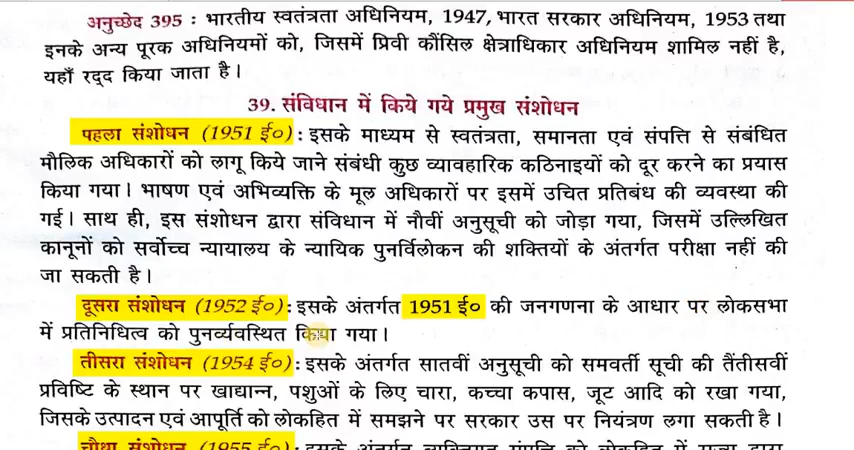 अनुच्छेद 395 : भारतीय स्वतंत्रता अधिनियम, 1947, भारत सरकार अधिनियम, 1953 तथा
इनके अन्य पूरक अधिनियमों को, जिसमें प्रिवी कौंसिल क्षेत्राधिकार अधिनियम शामिल नहीं है,
यहाँ रद्द किया जाता है।
39. संविधान में किये गये प्रमुख संशोधन
पहला संशोधन (1951 ई०) : इसके माध्यम से स्वतंत्रता, समानता एवं संपत्ति से संबंधित
मौलिक अधिकारों को लागू किये जाने संबंधी कुछ व्यावहारिक कठिनाइयों को दूर करने का प्रयास
किया गया। भाषण एवं अभिव्यक्ति के मूल अधिकारों पर इसमें उचित प्रतिबंध की व्यवस्था की
गई। साथ ही, इस संशोधन द्वारा संविधान में नौवीं अनुसूची को जोड़ा गया, जिसमें उल्लिखित
कानूनों को सर्वोच्च न्यायालय के न्यायिक पुनर्विलोकन की शक्तियों के अंतर्गत परीक्षा नहीं की
जा सकती है।
दूसरा संशोधन (1952 ई०) : इसके अंतर्गत 1951 ई० की जनगणना के आधार पर लोकसभा
में प्रतिनिधित्व को पुनर्व्यवस्थित किया गया।
तीसरा संशोधन (1954 ई०) : इसके अंतर्गत सातवीं अनुसूची को समवर्ती सूची की तैंतीसवीं
प्रविष्टि के स्थान पर खाद्यान्न, पशुओं के लिए चारा, कच्चा कपास, जूट आदि को रखा गया,
जिसके उत्पादन एवं आपूर्ति को लोकहित में समझने पर सरकार उस पर नियंत्रण लगा सकती है।
चौथा संशोधन (1955 ई०) : इसके अंतर्गत